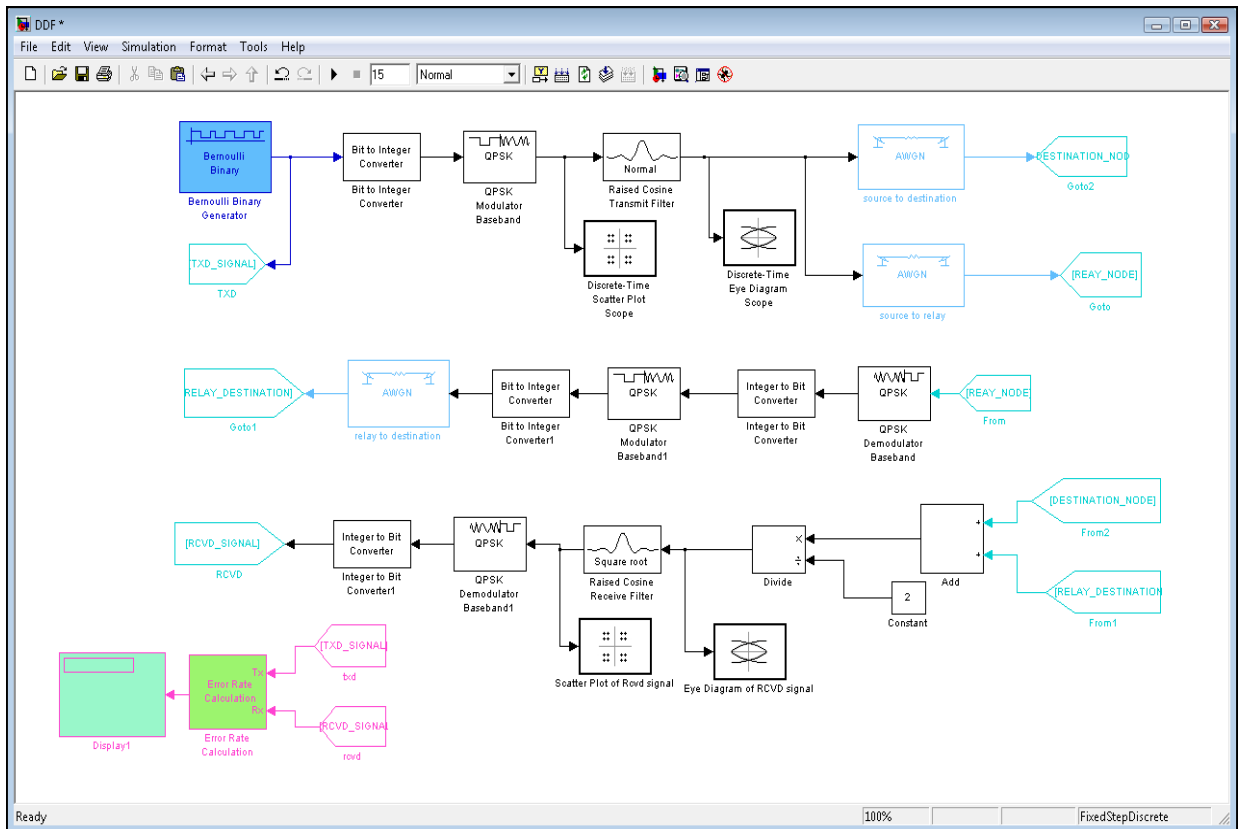 DDF *
File Edit View Simulation Format Tools Help
15 Normal
Bernoulli
Binary
Bernoulli Binary
Generator
Bit to Integer
Converter
Bit to Integer
Converter
QPSK
QPSK
Modulator
Baseband
Normal
Raised Cosine
Transmit Filter
AWGN
source to destination
DESTINATION_NOD
Goto2
[TXD_SIGNAL]
TXD
Discrete-Time
Scatter Plot
Scope
Discrete-Time
Eye Diagram
Scope
AWGN
source to relay
[REAY_NODE]
Goto
RELAY_DESTINATION]
Goto1
AWGN
relay to destination
Bit to Integer
Converter
Bit to Integer
Converter1
QPSK
QPSK
Modulator
Baseband1
Integer to Bit
Converter
Integer to Bit
Converter
QPSK
QPSK
Demodulator
Baseband
[REAY_NODE]
From
[RCVD_SIGNAL]
RCVD
Integer to Bit
Converter
Integer to Bit
Converter1
QPSK
QPSK
Demodulator
Baseband1
Square root
Raised Cosine
Receive Filter
×
÷
Divide
2
Constant
+
+
Add
[DESTINATION_NODE]
From2
[RELAY_DESTINATION
From1
Scatter Plot of Rcvd signal
Eye Diagram of RCVD signal
Display1
Tx
Error Rate
Calculation
Rx
Error Rate
Calculation
[TXD_SIGNAL]
txd
[RCVD_SIGNAL
rcvd
Ready 100% FixedStepDiscrete